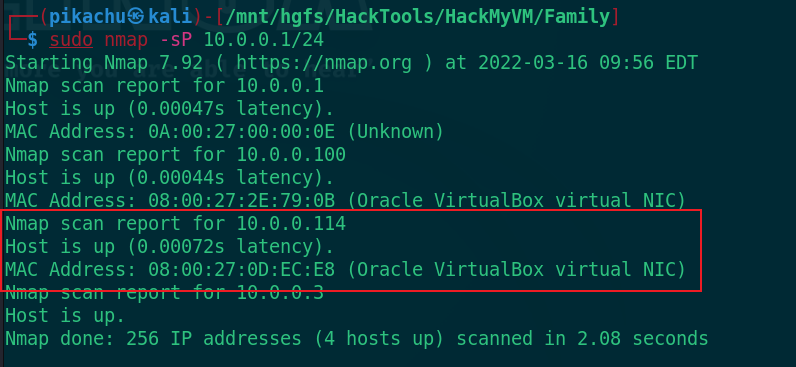 ┌──(pikachu㉿kali)-[/mnt/hgfs/HackTools/HackMyVM/Family]
└─$ sudo nmap -sP 10.0.0.1/24
Starting Nmap 7.92 ( https://nmap.org ) at 2022-03-16 09:56 EDT
Nmap scan report for 10.0.0.1
Host is up (0.00047s latency).
MAC Address: 0A:00:27:00:00:0E (Unknown)
Nmap scan report for 10.0.0.100
Host is up (0.00044s latency).
MAC Address: 08:00:27:2E:79:0B (Oracle VirtualBox virtual NIC)
Nmap scan report for 10.0.0.114
Host is up (0.00072s latency).
MAC Address: 08:00:27:0D:EC:E8 (Oracle VirtualBox virtual NIC)
Nmap scan report for 10.0.0.3
Host is up.
Nmap done: 256 IP addresses (4 hosts up) scanned in 2.08 seconds